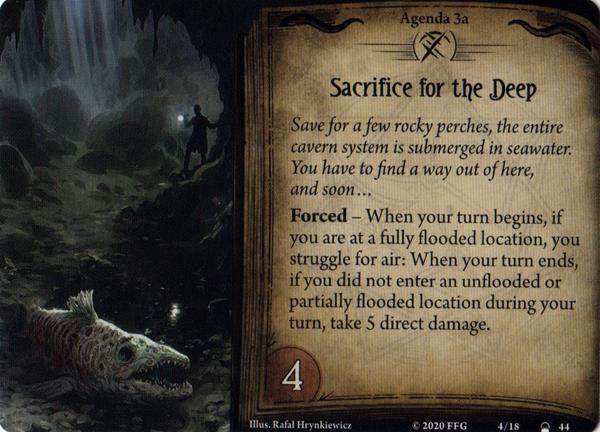 Agenda 3a
Sacrifice for the Deep
Save for a few rocky perches, the entire
cavern system is submerged in seawater.
You have to find a way out of here,
and soon…
Forced – When your turn begins, if
you are at a fully flooded location, you
struggle for air: When your turn ends,
if you did not enter an unflooded or
partially flooded location during your
turn, take 5 direct damage.
4
Illus. Rafał Hrynkiewicz © 2020 FFG 4/18 44